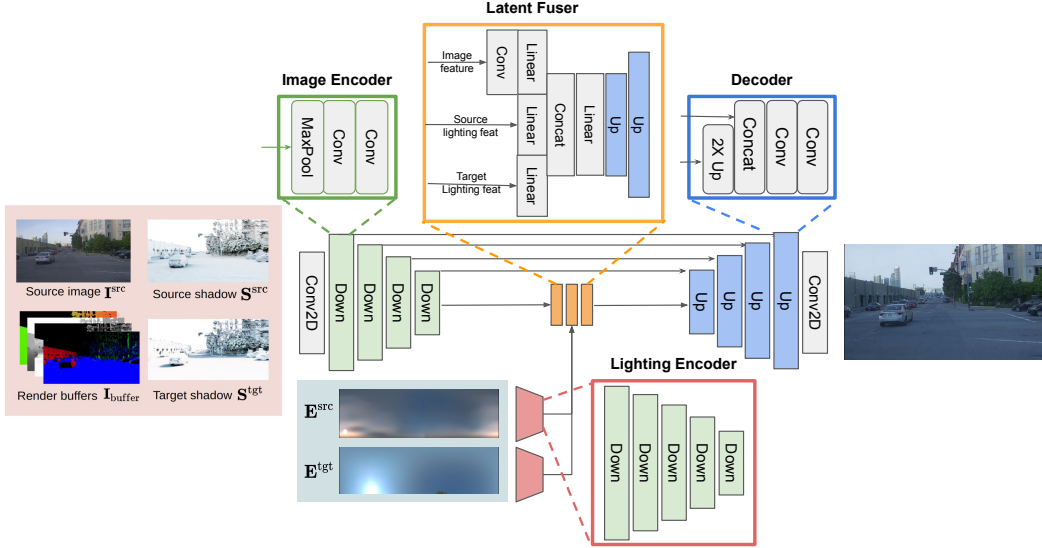 Latent Fuser
Image
feature
Conv
Linear
Source
lighting feat
Linear
Concat
Linear
Up
Up
Target
Lighting feat
Linear
Image Encoder
MaxPool
Conv
Conv
Decoder
2X Up
Concat
Conv
Conv
Source image I^src
Source shadow S^src
Render buffers I_buffer
Target shadow S^tgt
Conv2D
Down
Down
Down
Down
Up
Up
Up
Up
Conv2D
E^src
E^tgt
Lighting Encoder
Down
Down
Down
Down
Down